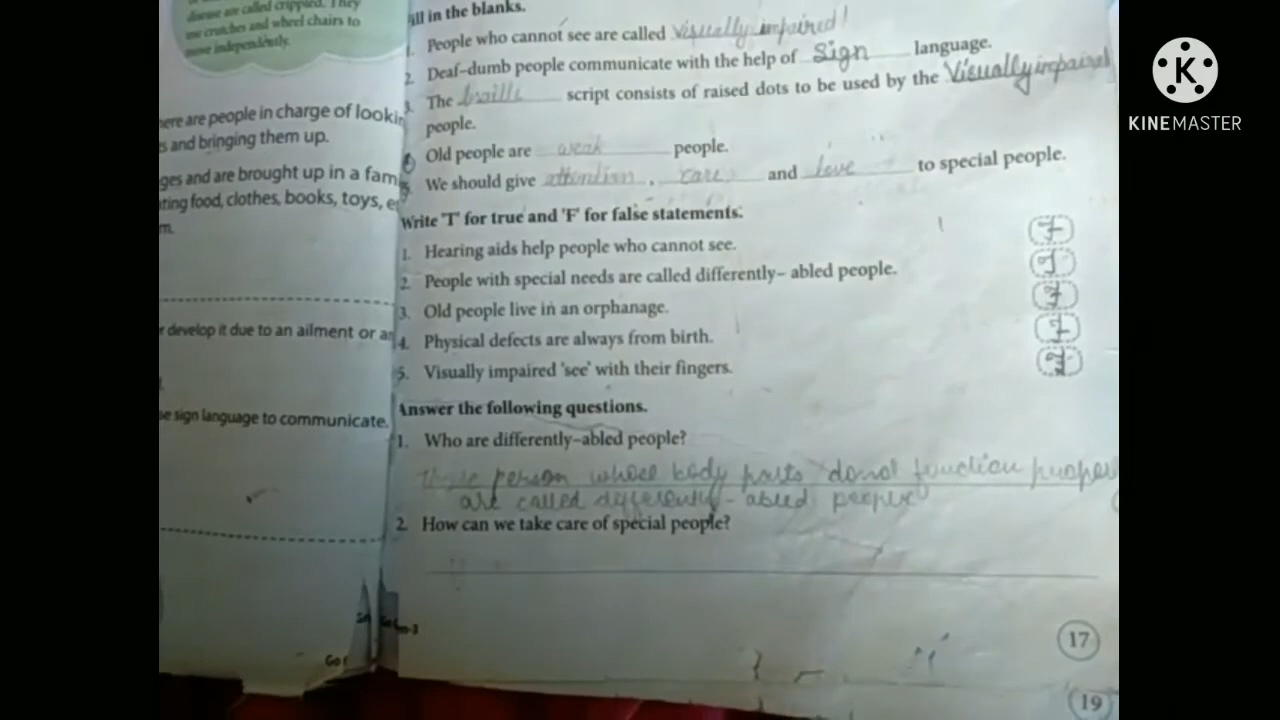 disease are called crippled. They
use crutches and wheel chairs to
move independently.
here are people in charge of lookin
s and bringing them up.
ges and are brought up in a fam
ting food, clothes, books, toys, e
m.
r develop it due to an ailment or a
se sign language to communicate.
ill in the blanks.
1. People who cannot see are called visually impaired!
2. Deaf-dumb people communicate with the help of Sign language.
3. The braille script consists of raised dots to be used by the Visually impaired
people.
Old people are weak people.
5. We should give attention, care and love to special people.
Write 'T' for true and 'F' for false statements.
1. Hearing aids help people who cannot see. F
2. People with special needs are called differently- abled people. T
3. Old people live in an orphanage. F
4. Physical defects are always from birth.
5. Visually impaired 'see' with their fingers.
Answer the following questions.
1. Who are differently-abled people?
person whose body parts donot function proper
are called differently-abled people
2. How can we take care of special people?
-3
Go
17
19
K
KINEMASTER